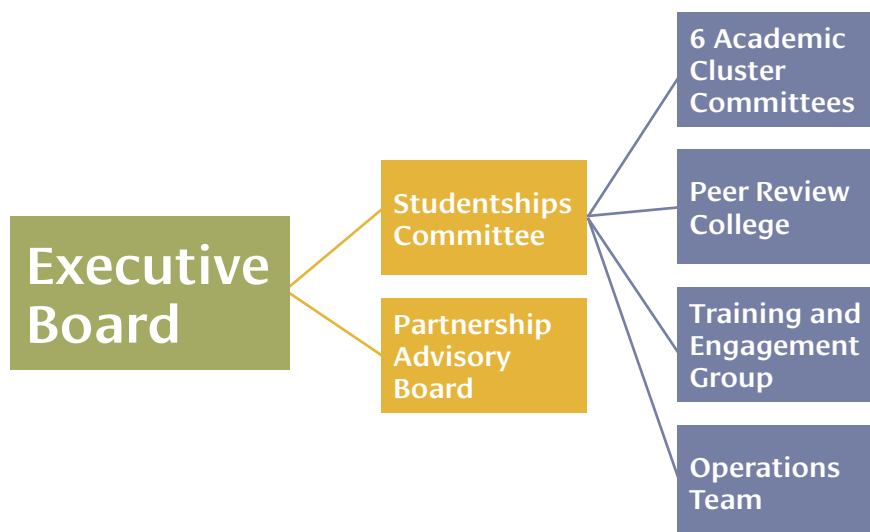 Executive
Board
Studentships
Committee
Partnership
Advisory
Board
6 Academic
Cluster
Committees
Peer Review
College
Training and
Engagement
Group
Operations
Team